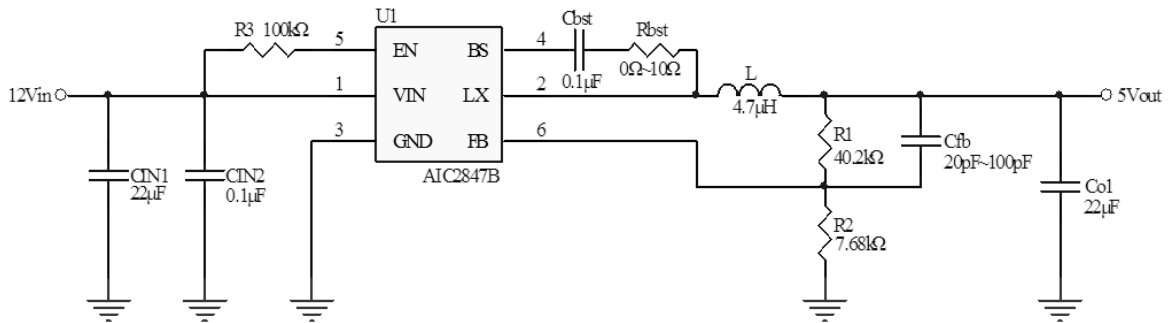 U1
R3 100kΩ
5
EN
BS
4
Cbst
0.1μF
Rbst
0Ω~10Ω
12Vin
1
VIN
LX
2
L
4.7μH
5Vout
3
GND
FB
6
AIC2847B
R1
40.2kΩ
Cfb
20pF~100pF
CIN1
22μF
CIN2
0.1μF
R2
7.68kΩ
Co1
22μF